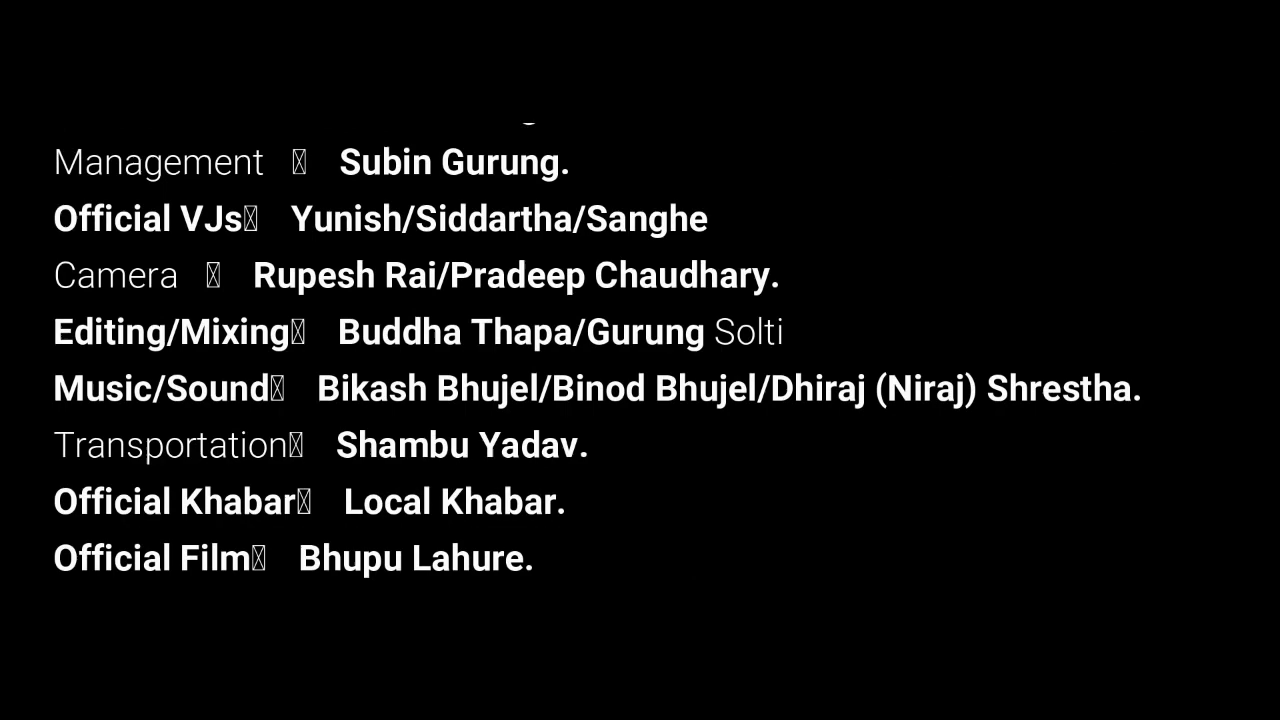 Management Subin Gurung.
Official VJs Yunish/Siddartha/Sanghe
Camera Rupesh Rai/Pradeep Chaudhary.
Editing/Mixing Buddha Thapa/Gurung Solti
Music/Sound Bikash Bhujel/Binod Bhujel/Dhiraj (Niraj) Shrestha.
Transportation Shambu Yadav.
Official Khabar Local Khabar.
Official Film Bhupu Lahure.